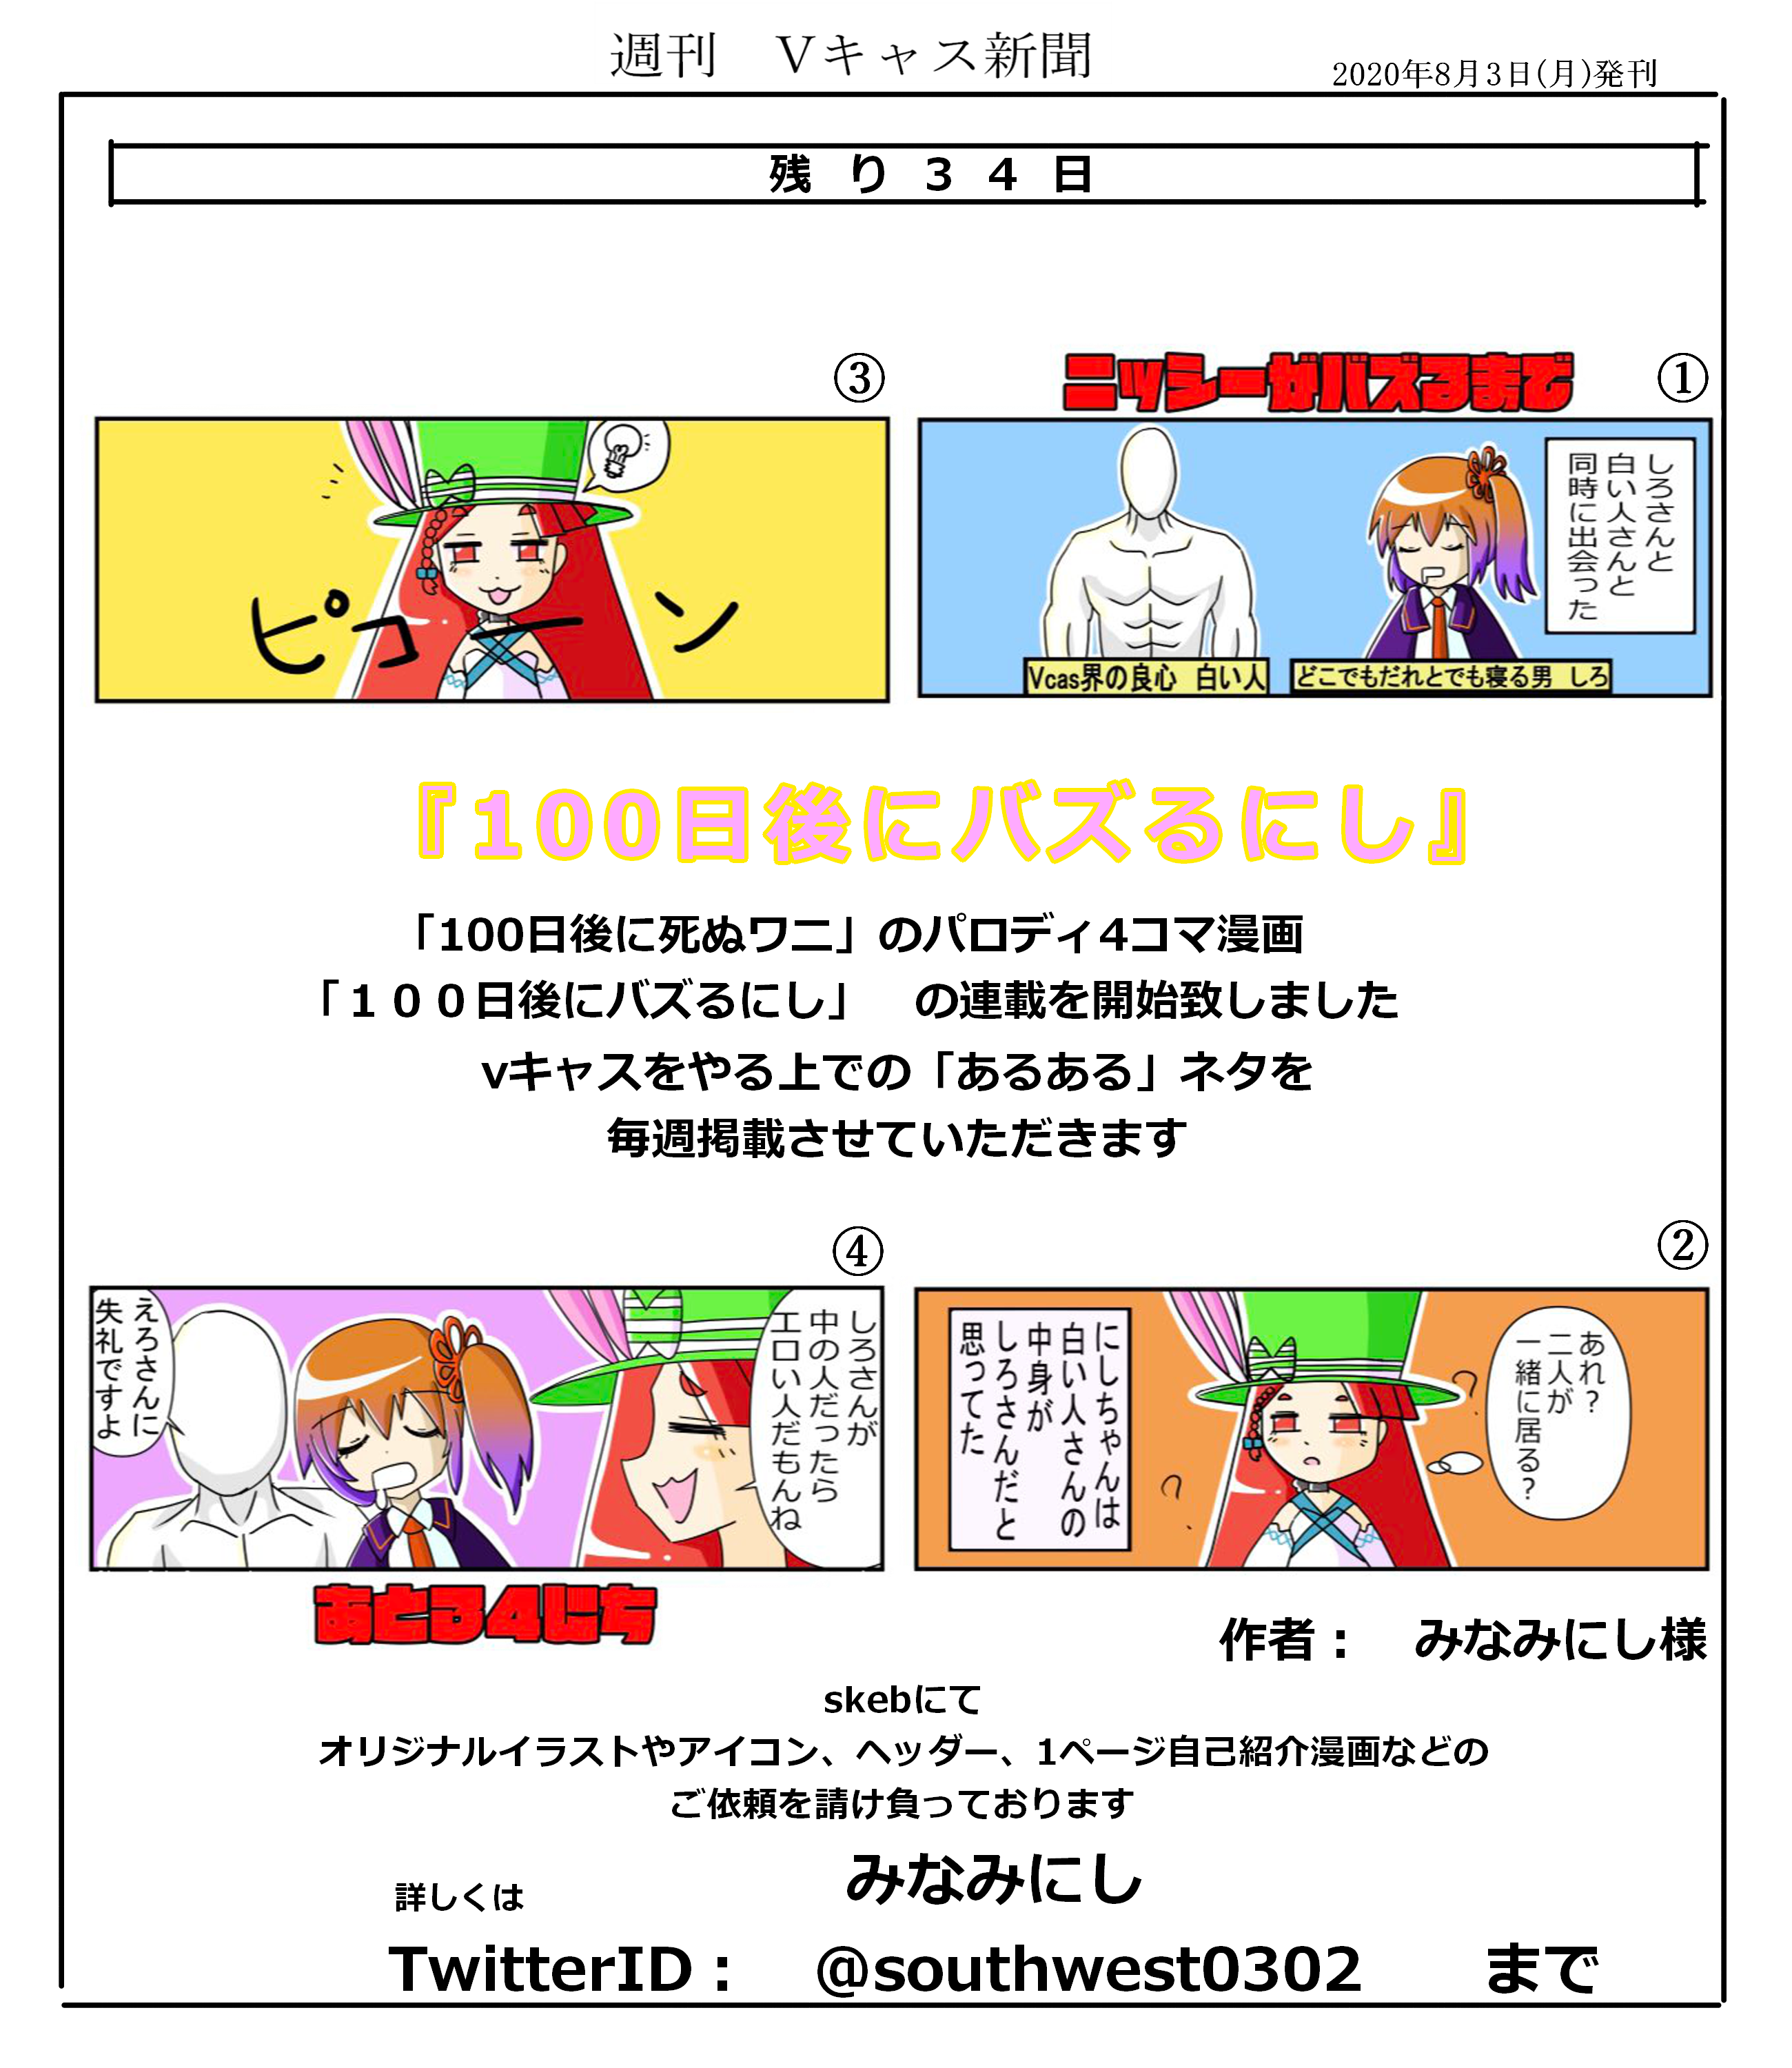 週刊　Vキャス新聞
2020年8月3日(月)発刊
残り34日
①
ニッシーがバズるまで
しろさんと
白い人さんと
同時に出会った
Vcas界の良心　白い人
どこでもだれとでも寝る男　しろ
③
ピコーン
『100日後にバズるにし』
「100日後に死ぬワニ」のパロディ4コマ漫画
「１００日後にバズるにし」　の連載を開始致しました
vキャスをやる上での「あるある」ネタを
毎週掲載させていただきます
②
あれ？
二人が
一緒に居る？
?
?
にしちゃんは
白い人さんの
中身が
しろさんだと
思ってた
④
しろさんが
中の人だったら
エロい人だもんね
えろさんに
失礼ですよ
あと34にち
作者：　みなみにし様
skebにて
オリジナルイラストやアイコン、ヘッダー、1ページ自己紹介漫画などの
ご依頼を請け負っております
みなみにし
詳しくは
TwitterID：　@southwest0302　まで